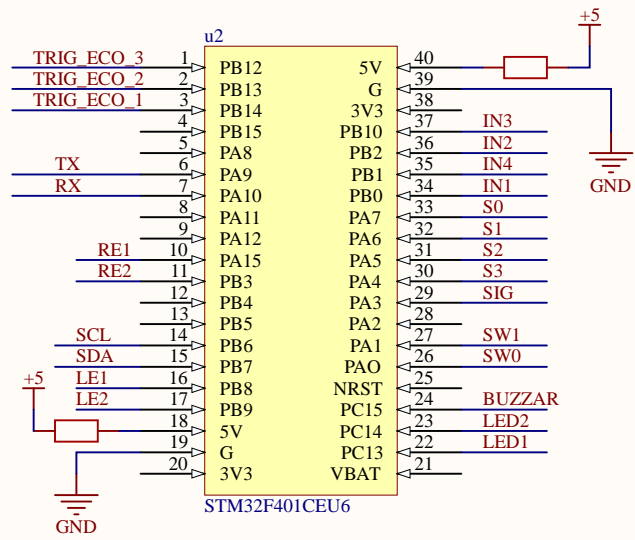 u2
+5
TRIG_ECO_3 1 PB12 5V 40
TRIG_ECO_2 2 PB13 G 39
TRIG_ECO_1 3 PB14 3V3 38
4 PB15 PB10 37 IN3
5 PA8 PB2 36 IN2
TX 6 PA9 PB1 35 IN4
RX 7 PA10 PB0 34 IN1
GND
8 PA11 PA7 33 S0
9 PA12 PA6 32 S1
RE1 10 PA15 PA5 31 S2
RE2 11 PB3 PA4 30 S3
12 PB4 PA3 29 SIG
13 PB5 PA2 28
SCL 14 PB6 PA1 27 SW1
SDA 15 PB7 PAO 26 SW0
LE1 16 PB8 NRST 25
+5
LE2 17 PB9 PC15 24 BUZZAR
18 5V PC14 23 LED2
19 G PC13 22 LED1
20 3V3 VBAT 21
GND
STM32F401CEU6